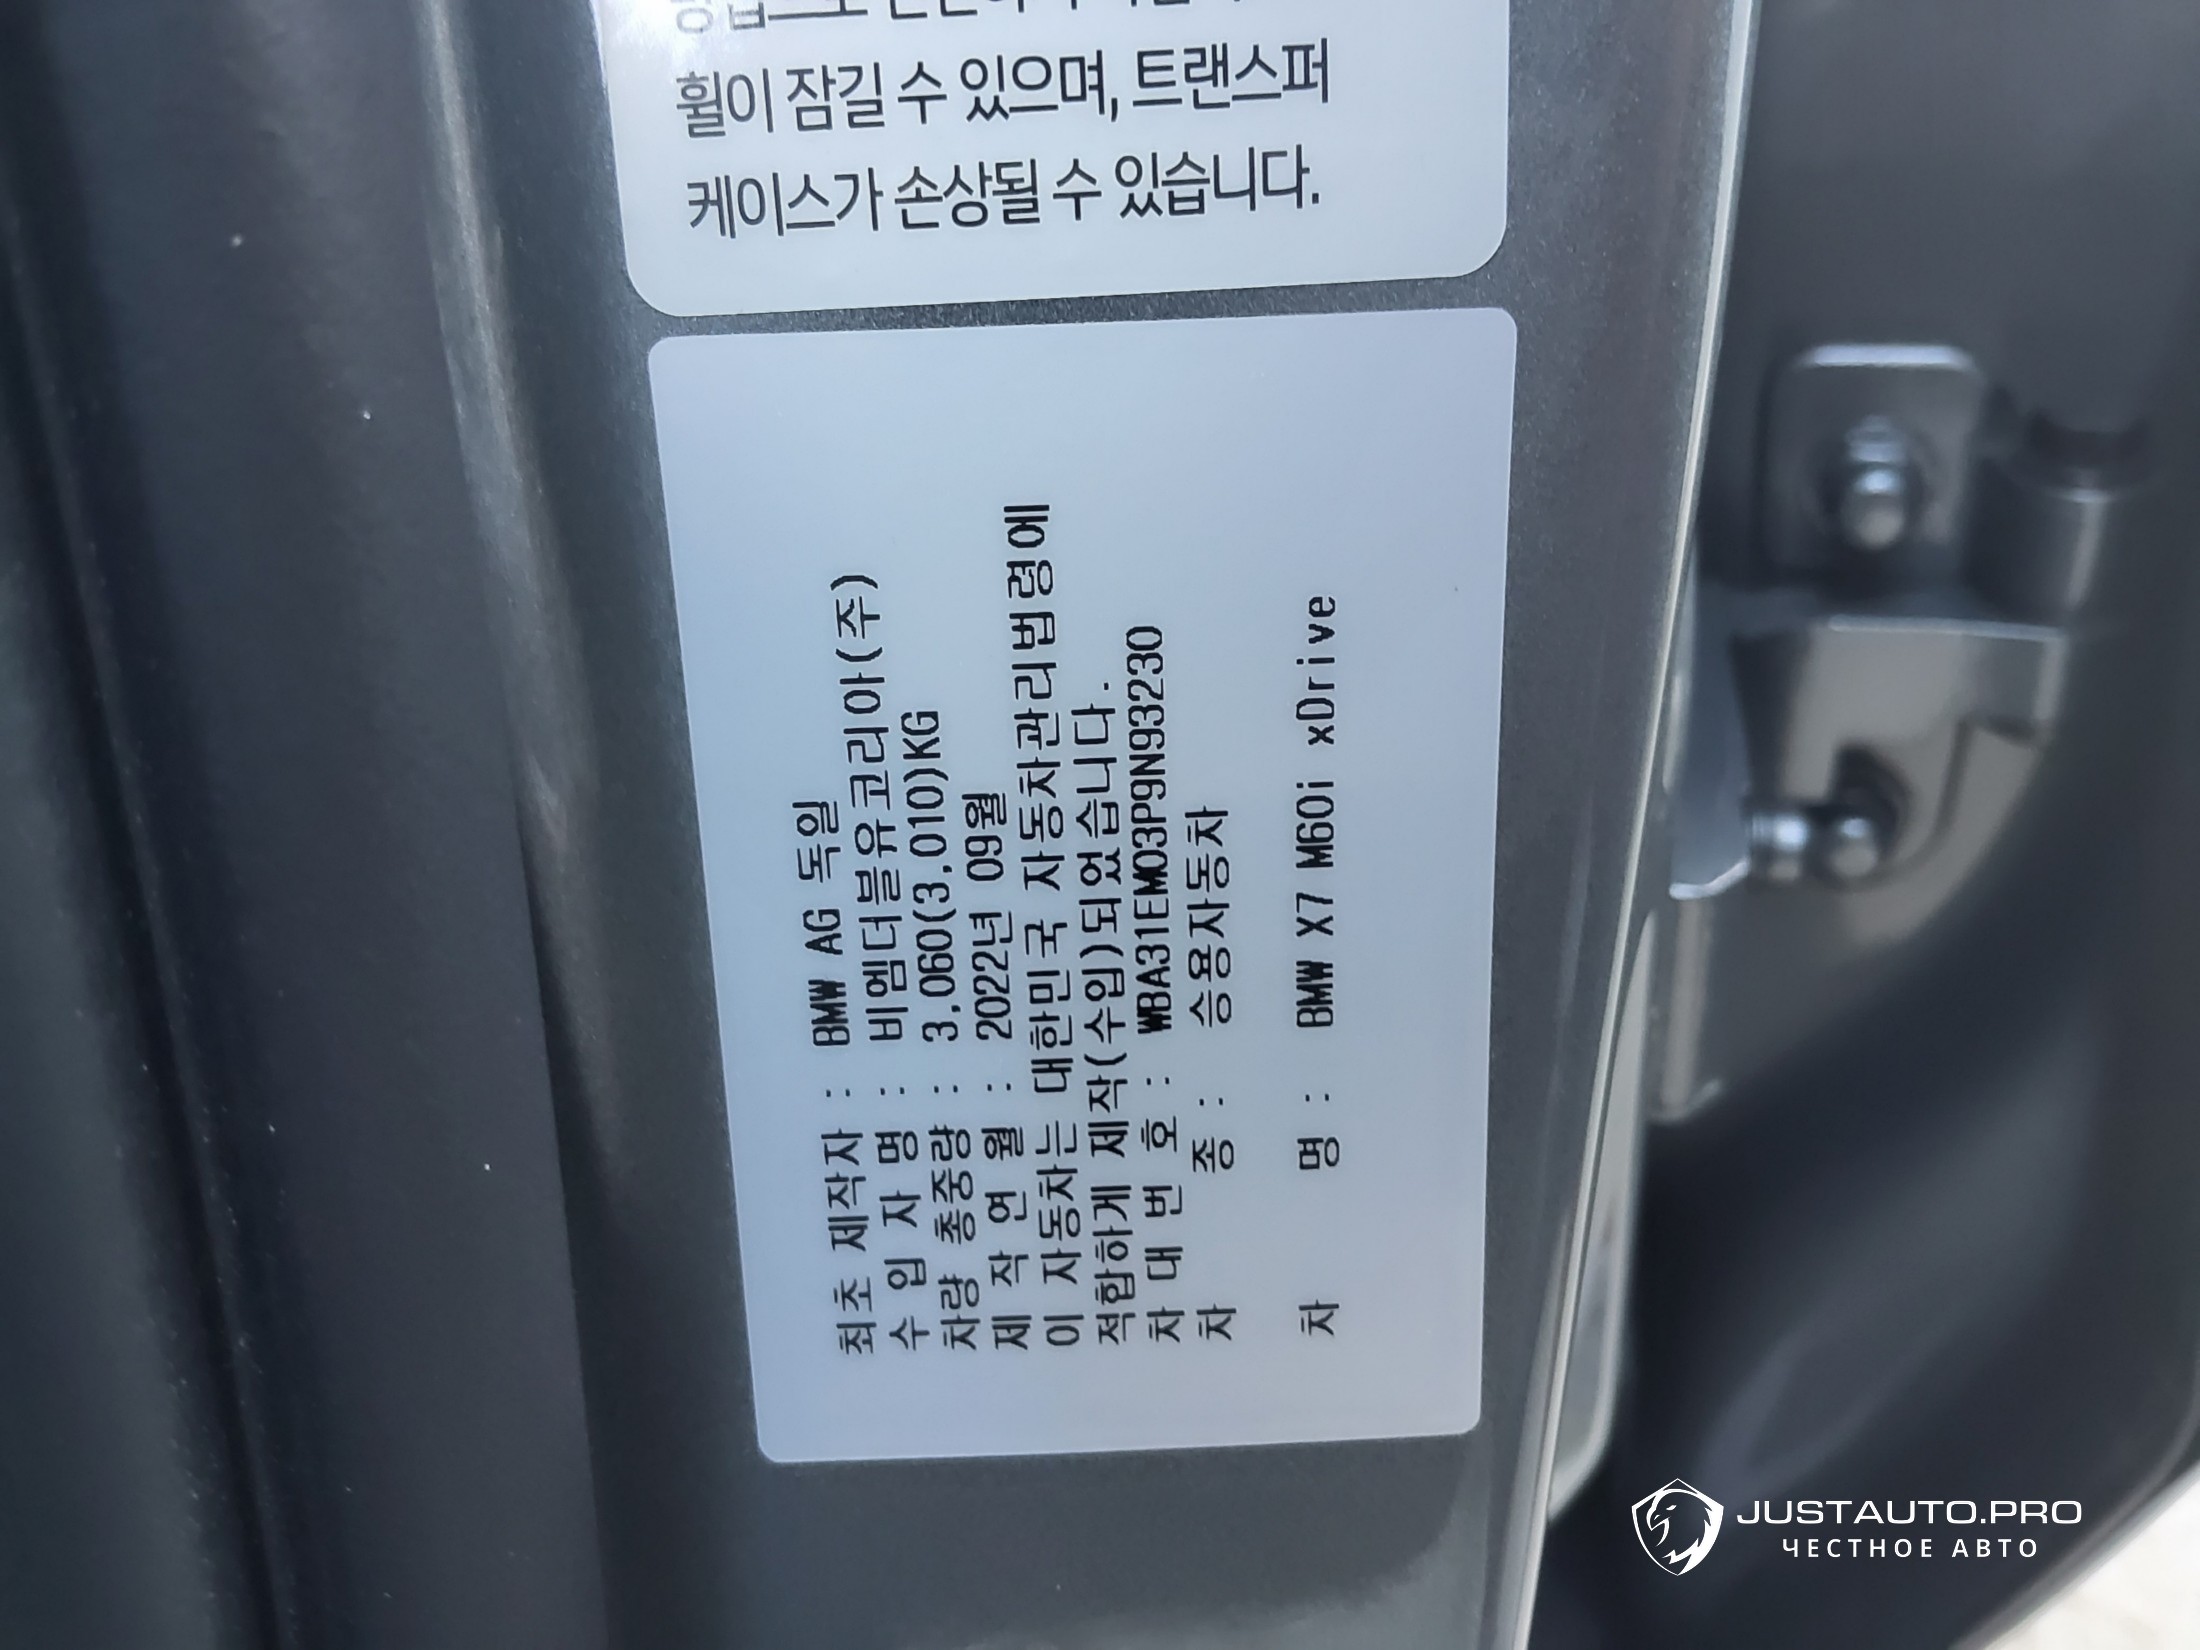 휠이 잠길 수 있으며, 트랜스퍼
케이스가 손상될 수 있습니다.
최초 제작자 : BMW AG 독일
수 입 자 명 : 비엠더블유코리아(주)
차량 총중량 : 3,060(3,010)KG
제 작 연 월 : 2022년 09월
이 자동차는 대한민국 자동차관리법령에
적합하게 제작(수입)되었습니다.
차 대 번 호 : WBA31EM03P9N93230
차 종 : 승용자동차
차 명 : BMW X7 M60i xDrive
JUSTAUTO.PRO
ЧЕСТНОЕ АВТО